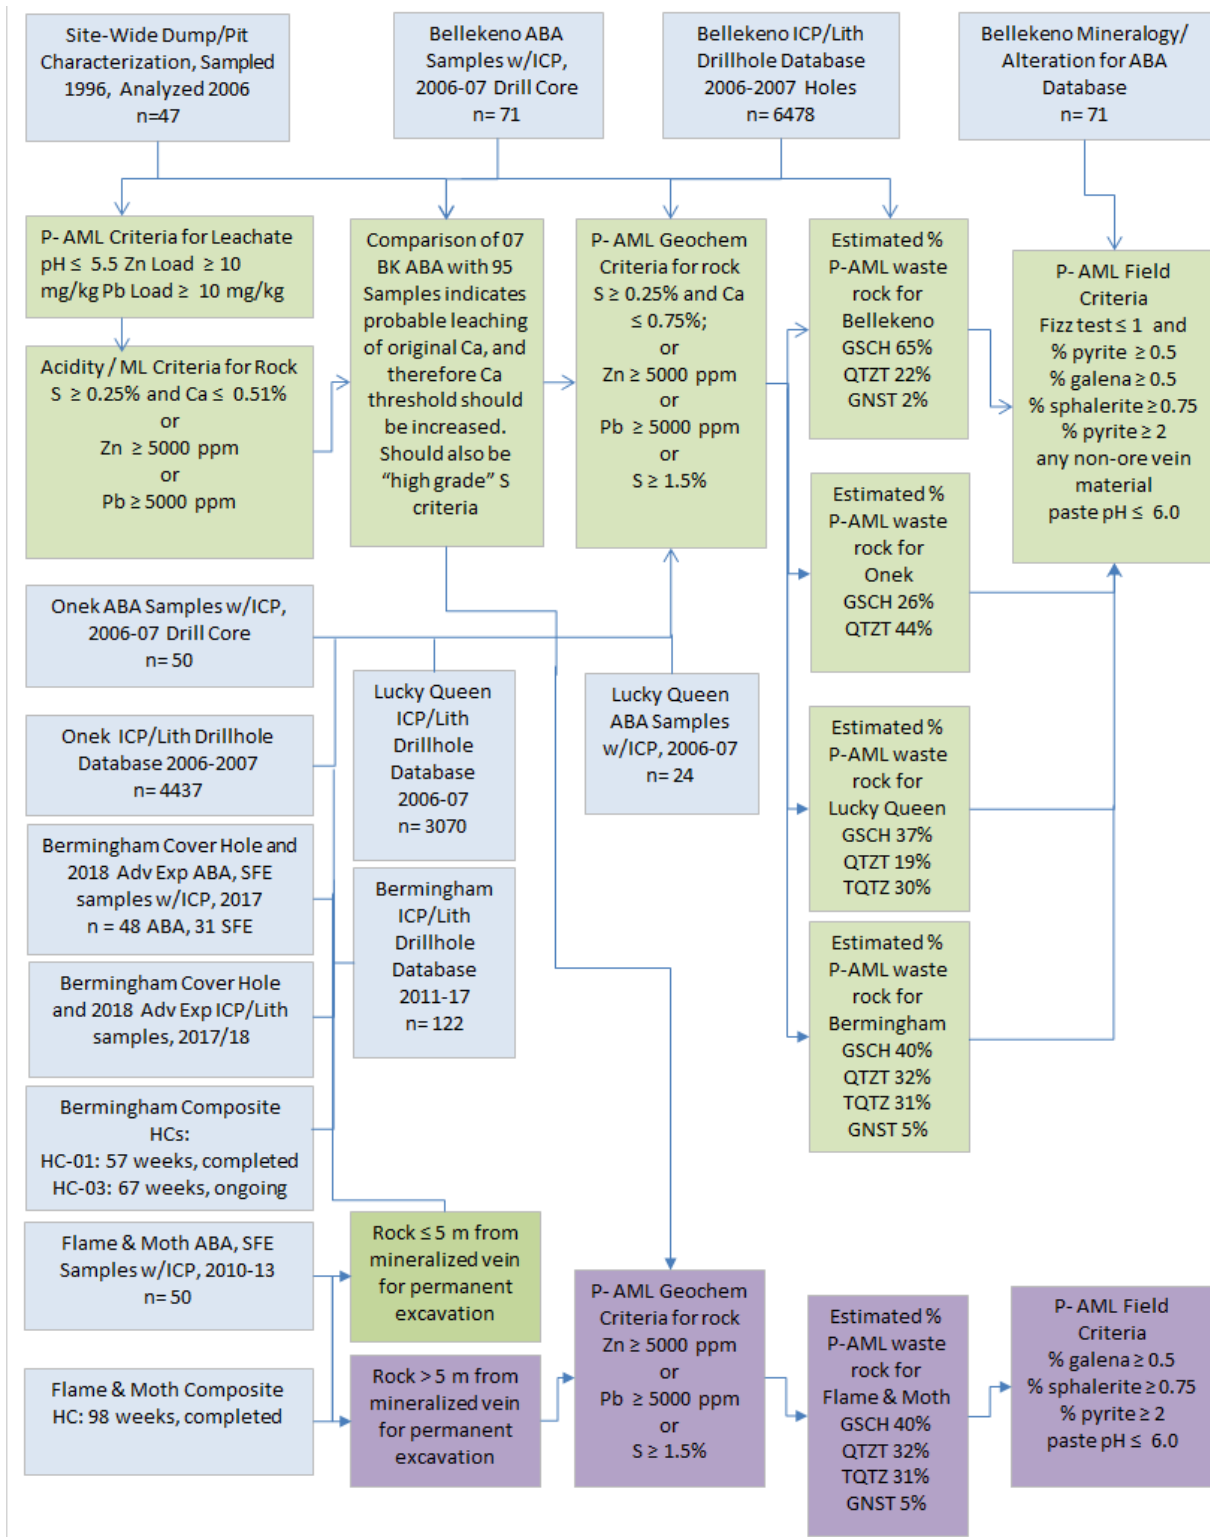 Site-Wide Dump/Pit
Characterization, Sampled
1996, Analyzed 2006
n=47
Bellekeno ABA
Samples w/ICP,
2006-07 Drill Core
n= 71
Bellekeno ICP/Lith
Drillhole Database
2006-2007 Holes
n= 6478
Bellekeno Mineralogy/
Alteration for ABA
Database
n= 71
P- AML Criteria for Leachate
pH ≤ 5.5 Zn Load ≥ 10
mg/kg Pb Load ≥ 10 mg/kg
Acidity / ML Criteria for Rock
S ≥ 0.25% and Ca ≤ 0.51%
or
Zn ≥ 5000 ppm
or
Pb ≥ 5000 ppm
Comparison of 07
BK ABA with 95
Samples indicates
probable leaching
of original Ca, and
therefore Ca
threshold should
be increased.
Should also be
“high grade” S
criteria
P- AML Geochem
Criteria for rock
S ≥ 0.25% and Ca
≤ 0.75%;
or
Zn ≥ 5000 ppm
or
Pb ≥ 5000 ppm
or
S ≥ 1.5%
Estimated %
P-AML waste
rock for
Bellekeno
GSCH 65%
QTZT 22%
GNST 2%
P- AML Field
Criteria
Fizz test ≤ 1 and
% pyrite ≥ 0.5
% galena ≥ 0.5
% sphalerite ≥ 0.75
% pyrite ≥ 2
any non-ore vein
material
paste pH ≤ 6.0
Estimated %
P-AML waste
rock for
Onek
GSCH 26%
QTZT 44%
Onek ABA Samples w/ICP,
2006-07 Drill Core
n= 50
Onek ICP/Lith Drillhole
Database 2006-2007
n= 4437
Lucky Queen
ICP/Lith
Drillhole
Database
2006-07
n= 3070
Lucky Queen
ABA Samples
w/ICP, 2006-07
n= 24
Estimated %
P-AML waste
rock for
Lucky Queen
GSCH 37%
QTZT 19%
TQTZ 30%
Bermingham Cover Hole and
2018 Adv Exp ABA, SFE
samples w/ICP, 2017
n = 48 ABA, 31 SFE
Bermingham
ICP/Lith
Drillhole
Database
2011-17
n= 122
Bermingham Cover Hole
and 2018 Adv Exp ICP/Lith
samples, 2017/18
Estimated %
P-AML waste
rock for
Bermingham
GSCH 40%
QTZT 32%
TQTZ 31%
GNST 5%
Bermingham Composite
HCs:
HC-01: 57 weeks, completed
HC-03: 67 weeks, ongoing
Flame & Moth ABA, SFE
Samples w/ICP, 2010-13
n= 50
Rock ≤ 5 m from
mineralized vein
for permanent
excavation
Flame & Moth Composite
HC: 98 weeks, completed
Rock > 5 m from
mineralized vein
for permanent
excavation
P- AML Geochem
Criteria for rock
Zn ≥ 5000 ppm
or
Pb ≥ 5000 ppm
or
S ≥ 1.5%
Estimated %
P-AML waste
rock for
Flame & Moth
GSCH 40%
QTZT 32%
TQTZ 31%
GNST 5%
P- AML Field
Criteria
% galena ≥ 0.5
% sphalerite ≥ 0.75
% pyrite ≥ 2
paste pH ≤ 6.0